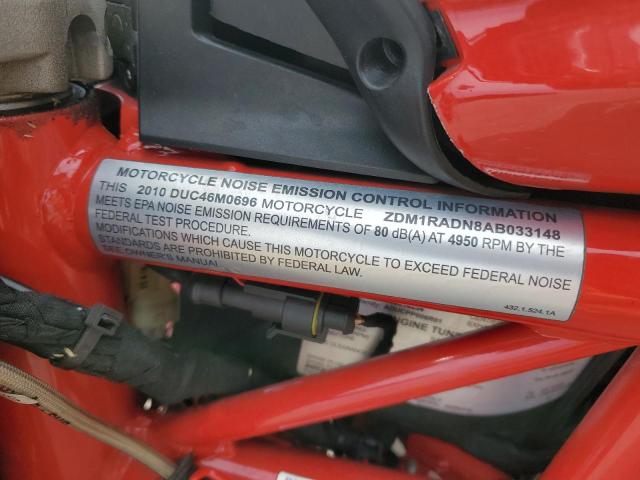 MOTORCYCLE NOISE EMISSION CONTROL INFORMATION
THIS 2010 DUC46M0696 MOTORCYCLE ZDM1RADN8AB033148
MEETS EPA NOISE EMISSION REQUIREMENTS OF 80 dB(A) AT 4950 RPM BY THE
FEDERAL TEST PROCEDURE.
MODIFICATIONS WHICH CAUSE THIS MOTORCYCLE TO EXCEED FEDERAL NOISE
STANDARDS ARE PROHIBITED BY FEDERAL LAW.
SEE OWNER'S MANUAL.
432.1.524.1A
ENGINE TUNE